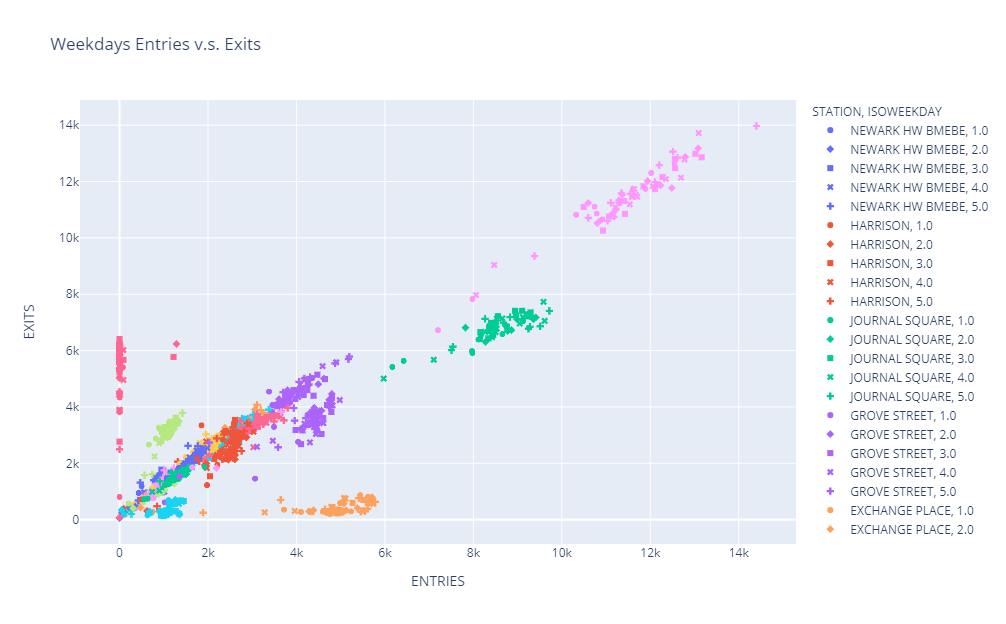 Weekdays Entries v.s. Exits
STATION, ISOWEEKDAY
NEWARK HW BMEBE, 1.0
NEWARK HW BMEBE, 2.0
NEWARK HW BMEBE, 3.0
NEWARK HW BMEBE, 4.0
NEWARK HW BMEBE, 5.0
HARRISON, 1.0
HARRISON, 2.0
HARRISON, 3.0
HARRISON, 4.0
HARRISON, 5.0
JOURNAL SQUARE, 1.0
JOURNAL SQUARE, 2.0
JOURNAL SQUARE, 3.0
JOURNAL SQUARE, 4.0
JOURNAL SQUARE, 5.0
GROVE STREET, 1.0
GROVE STREET, 2.0
GROVE STREET, 3.0
GROVE STREET, 4.0
GROVE STREET, 5.0
EXCHANGE PLACE, 1.0
EXCHANGE PLACE, 2.0
EXITS
14k
12k
10k
8k
6k
4k
2k
0
0 2k 4k 6k 8k 10k 12k 14k
ENTRIES